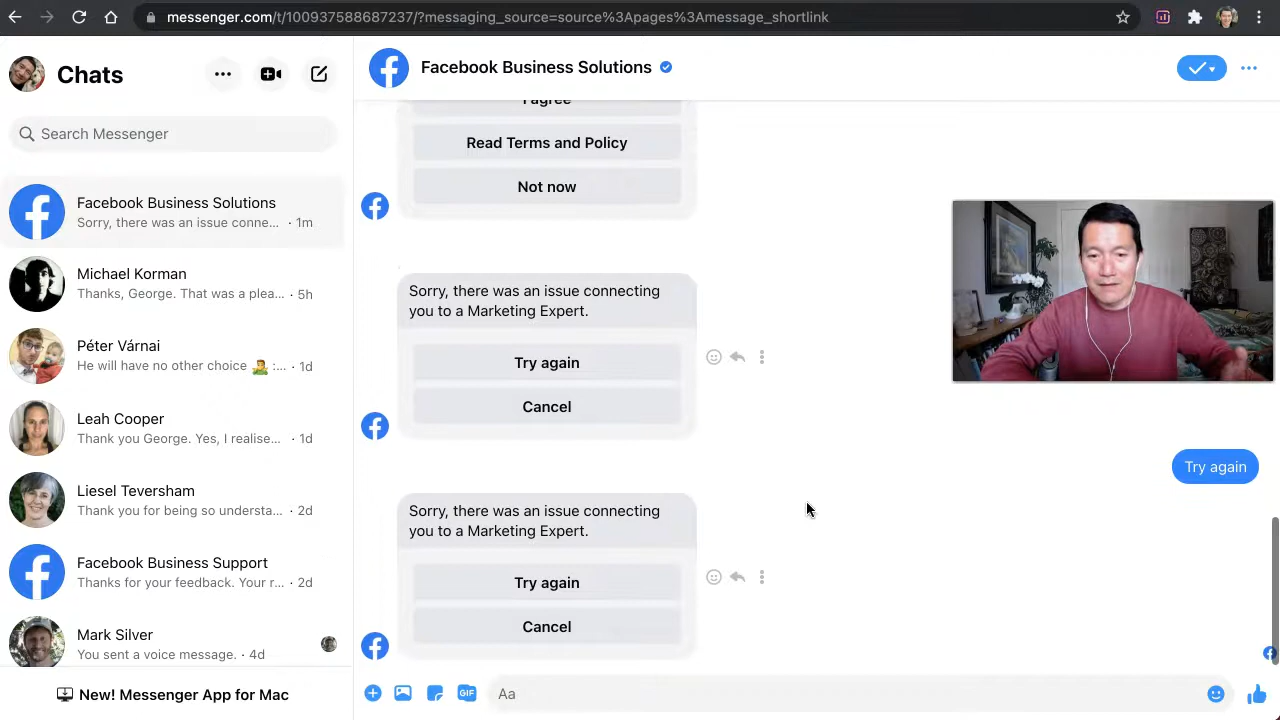 messenger.com/t/100937588687237/?messaging_source=source%3Apages%3Amessage_shortlink
Chats
Search Messenger
Facebook Business Solutions
Sorry, there was an issue conne... · 1m
Michael Korman
Thanks, George. That was a plea... · 5h
Péter Várnai
He will have no other choice 🤷‍♂️ :... · 1d
Leah Cooper
Thank you George. Yes, I realise... · 1d
Liesel Teversham
Thank you for being so understa... · 2d
Facebook Business Support
Thanks for your feedback. Your r... · 2d
Mark Silver
You sent a voice message. · 4d
New! Messenger App for Mac
Facebook Business Solutions
I agree
Read Terms and Policy
Not now
Sorry, there was an issue connecting
you to a Marketing Expert.
Try again
Cancel
Try again
Sorry, there was an issue connecting
you to a Marketing Expert.
Try again
Cancel
GIF
Aa